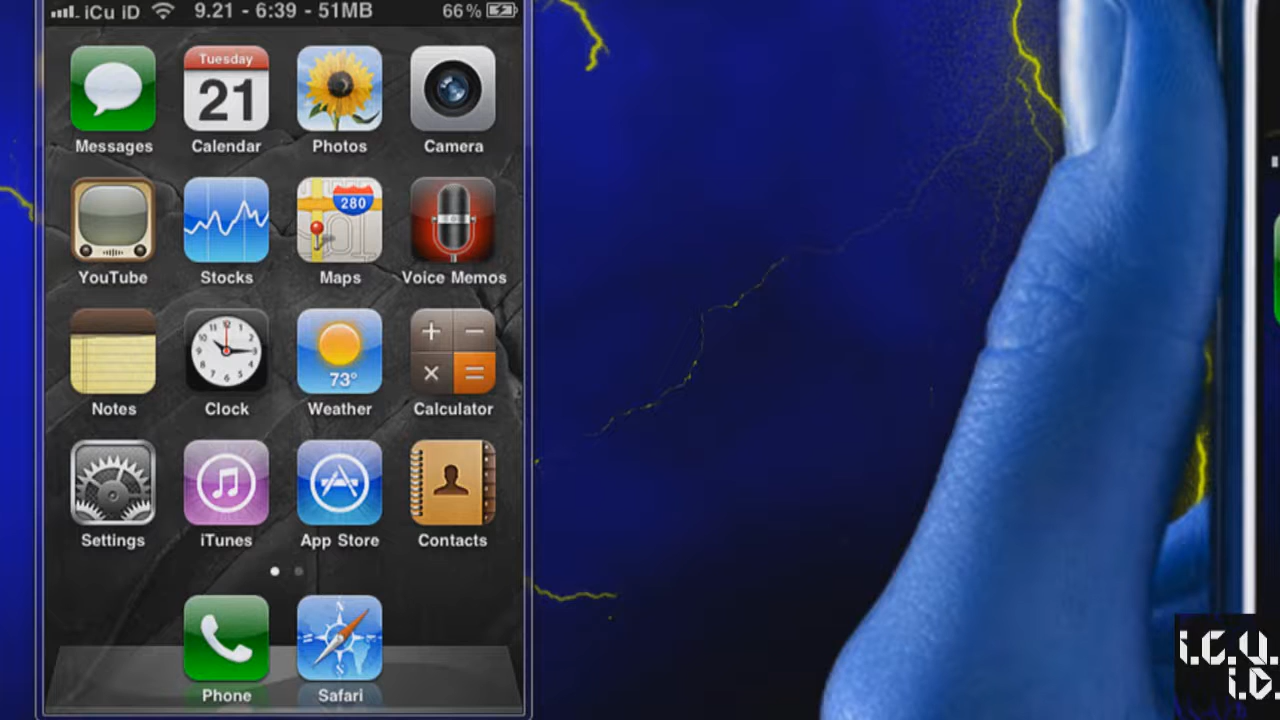 iCu iD 9.21 - 6:39 - 51MB 66%
Tuesday
21
Messages Calendar Photos Camera
280
YouTube Stocks Maps Voice Memos
73°
Notes Clock Weather Calculator
Settings iTunes App Store Contacts
Phone Safari
i.C.U.
i.D.